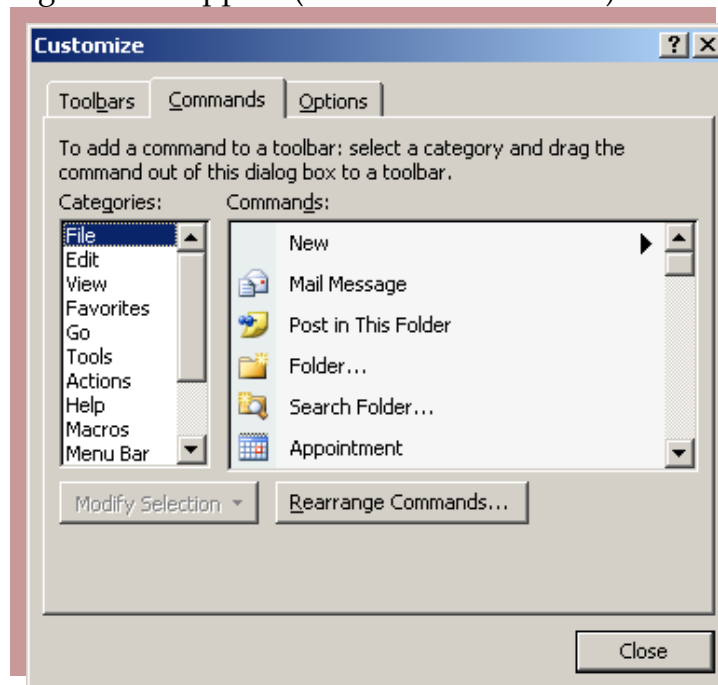 Customize
Toolbars Commands Options
To add a command to a toolbar: select a category and drag the
command out of this dialog box to a toolbar.
Categories: Commands:
File
Edit
View
Favorites
Go
Tools
Actions
Help
Macros
Menu Bar
New
Mail Message
Post in This Folder
Folder...
Search Folder...
Appointment
Modify Selection
Rearrange Commands...
Close